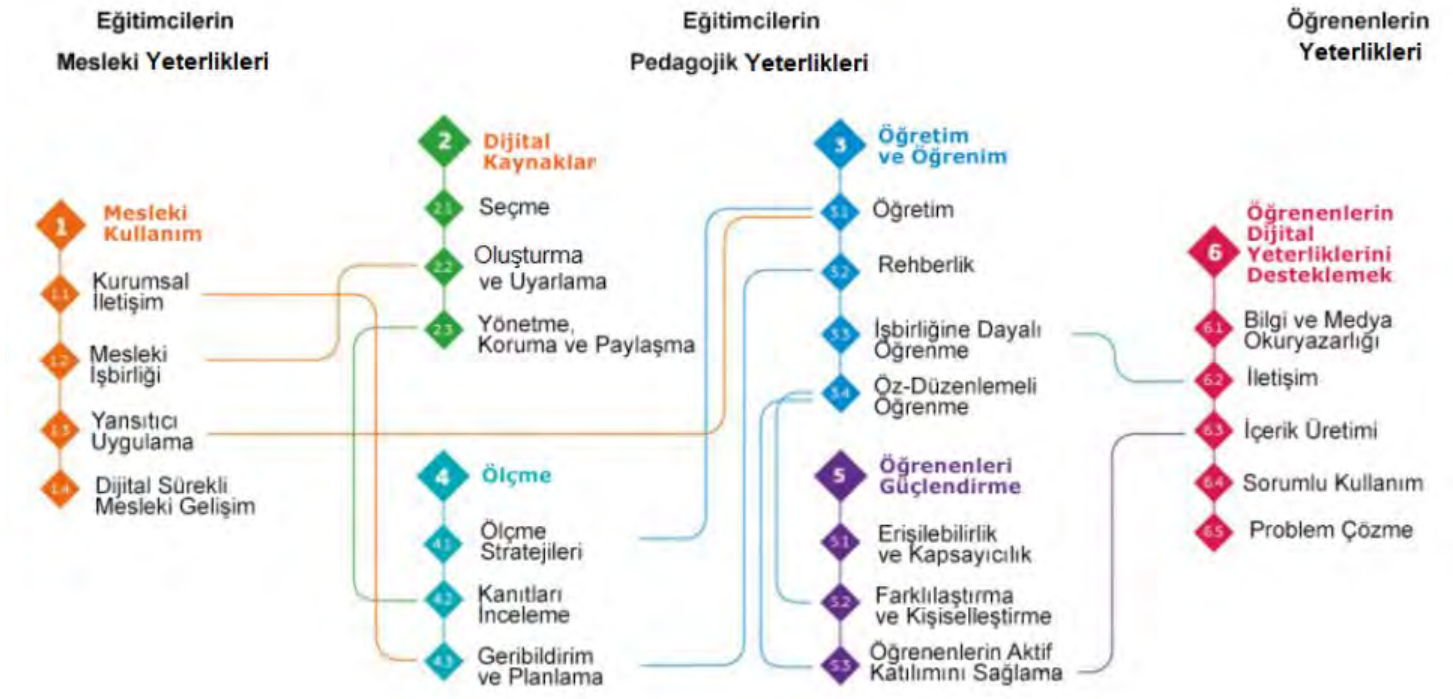 Eğitimcilerin
Mesleki Yeterlikleri
Eğitimcilerin
Pedagojik Yeterlikleri
Öğrenenlerin
Yeterlikleri
1
Mesleki
Kullanım
1.1
Kurumsal
İletişim
1.2
Mesleki
İşbirliği
1.3
Yansıtıcı
Uygulama
1.4
Dijital Sürekli
Mesleki Gelişim
2
Dijital
Kaynaklar
2.1
Seçme
2.2
Oluşturma
ve Uyarlama
2.3
Yönetme,
Koruma ve Paylaşma
4
Ölçme
4.1
Ölçme
Stratejileri
4.2
Kanıtları
İnceleme
4.3
Geribildirim
ve Planlama
3
Öğretim
ve Öğrenim
3.1
Öğretim
3.2
Rehberlik
3.3
İşbirliğine Dayalı
Öğrenme
3.4
Öz-Düzenlemeli
Öğrenme
5
Öğrenenleri
Güçlendirme
5.1
Erişilebilirlik
ve Kapsayıcılık
5.2
Farklılaştırma
ve Kişiselleştirme
5.3
Öğrenenlerin Aktif
Katılımını Sağlama
6
Öğrenenlerin
Dijital
Yeterliklerini
Desteklemek
6.1
Bilgi ve Medya
Okuryazarlığı
6.2
İletişim
6.3
İçerik Üretimi
6.4
Sorumlu Kullanım
6.5
Problem Çözme